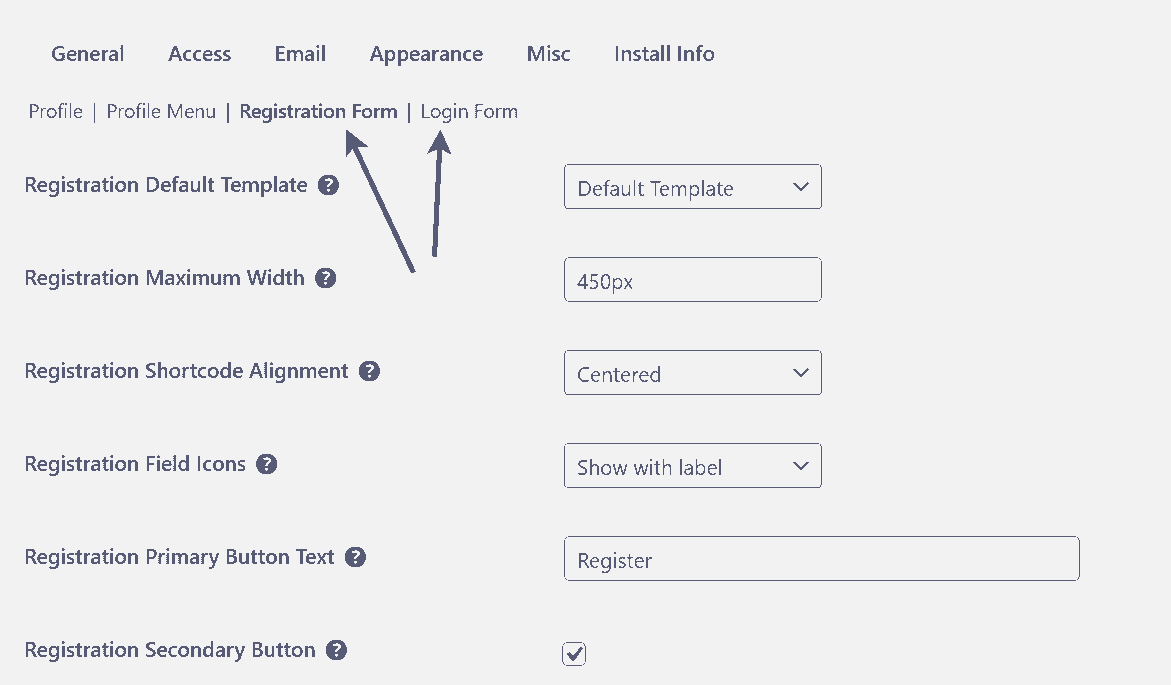 General Access Email Appearance Misc Install Info
Profile | Profile Menu | Registration Form | Login Form
Registration Default Template ? Default Template
Registration Maximum Width ? 450px
Registration Shortcode Alignment ? Centered
Registration Field Icons ? Show with label
Registration Primary Button Text ? Register
Registration Secondary Button ?